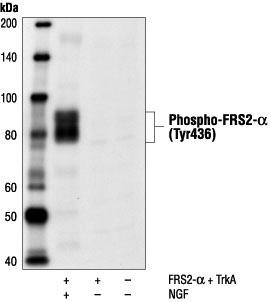 kDa
200
140
100
80
60
50
40
Phospho-FRS2-α
(Tyr436)
+ + – FRS2-α + TrkA
+ – – NGF